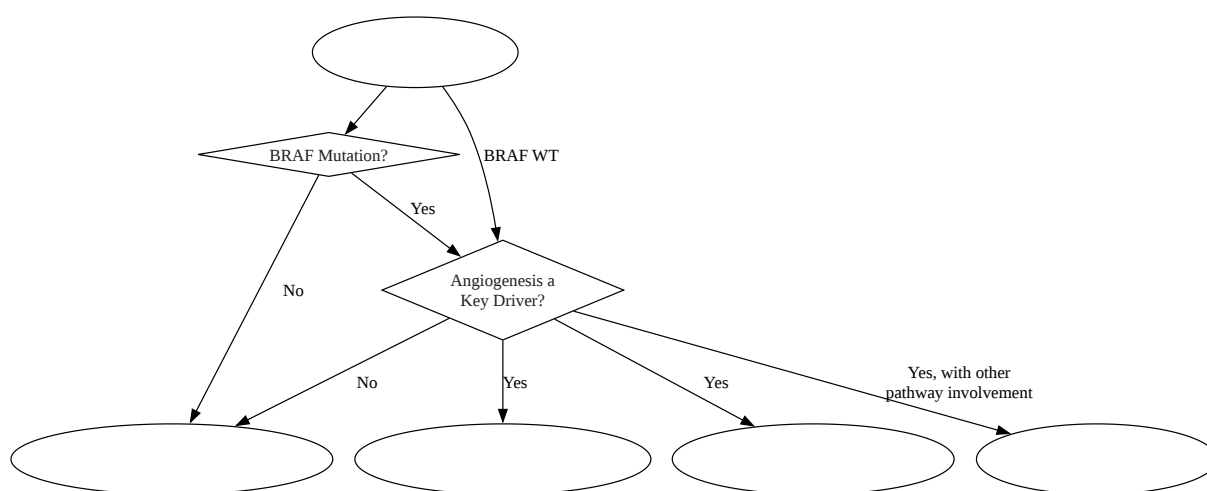 BRAF Mutation?
BRAF WT
Yes
Angiogenesis a
Key Driver?
No
No
Yes
Yes
Yes, with other
pathway involvement